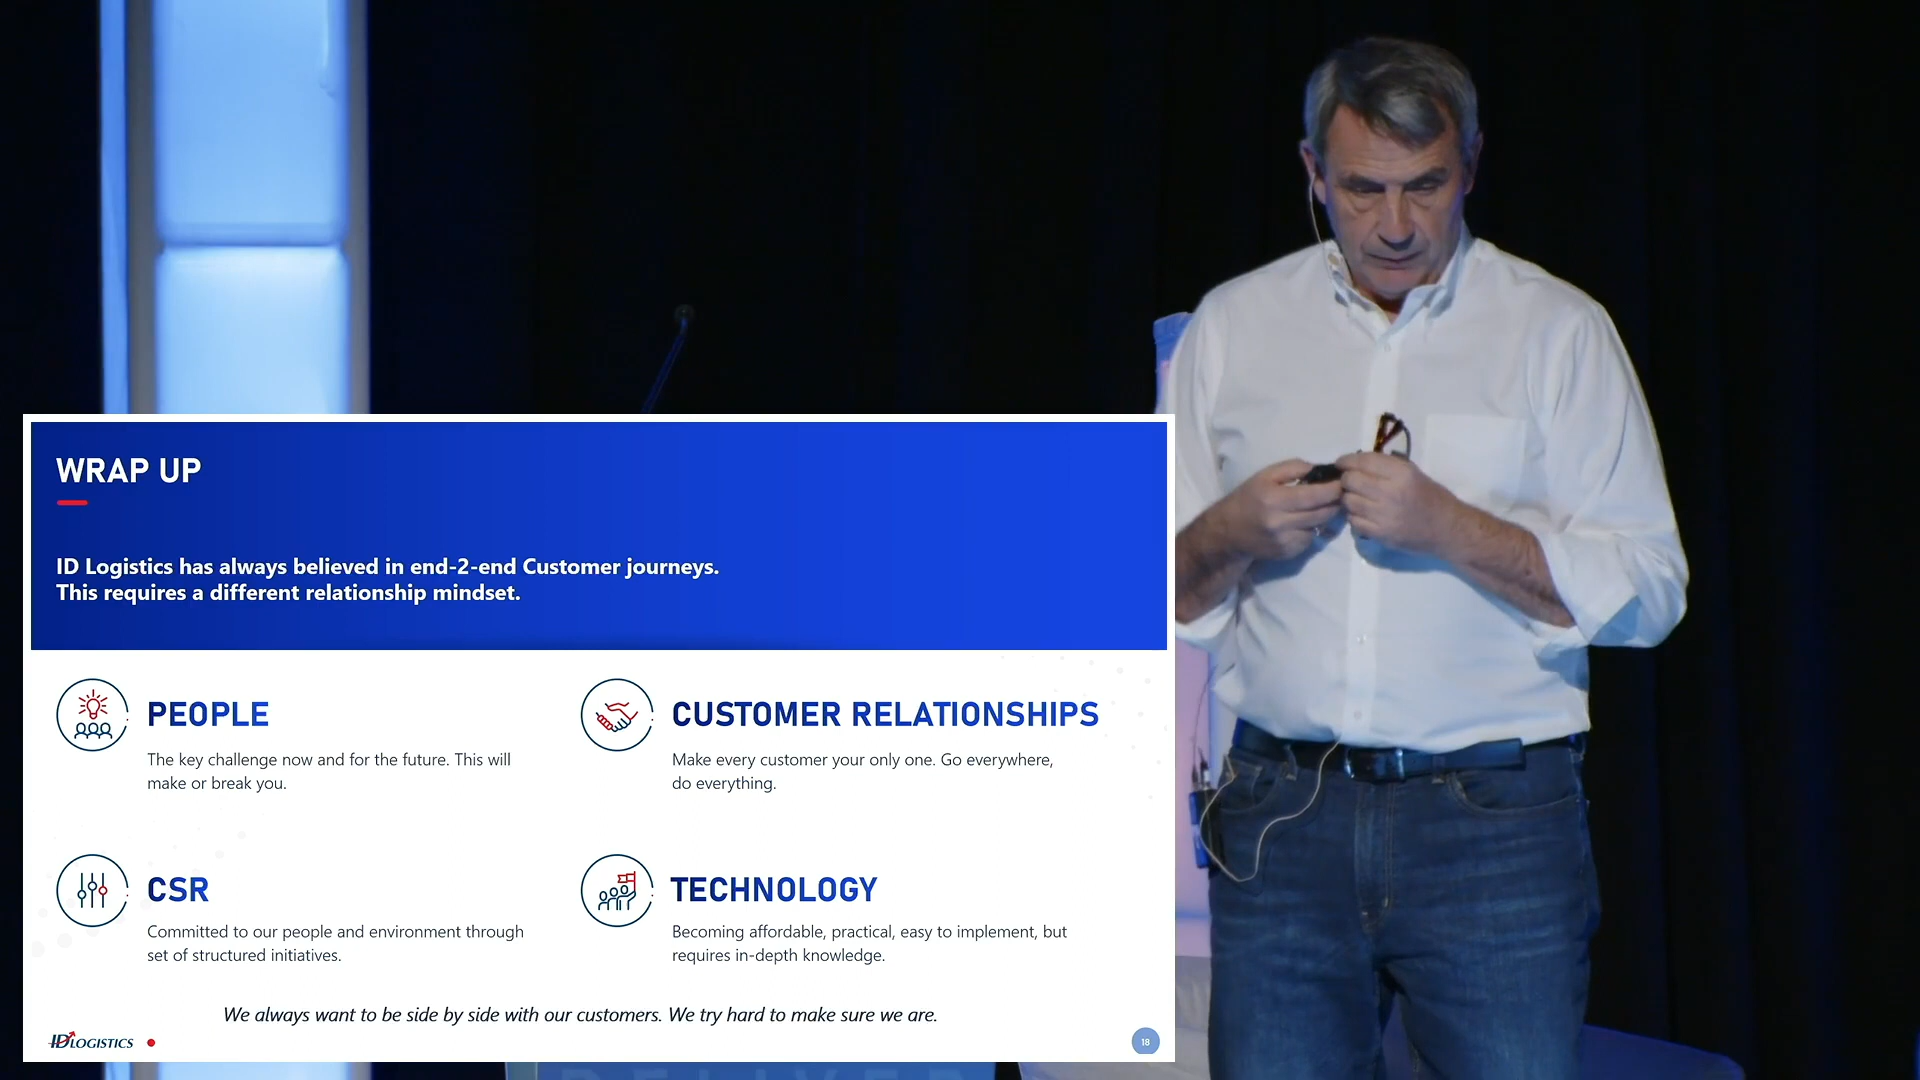 WRAP UP
ID Logistics has always believed in end-2-end Customer journeys.
This requires a different relationship mindset.
PEOPLE
The key challenge now and for the future. This will
make or break you.
CUSTOMER RELATIONSHIPS
Make every customer your only one. Go everywhere,
do everything.
CSR
Committed to our people and environment through
set of structured initiatives.
TECHNOLOGY
Becoming affordable, practical, easy to implement, but
requires in-depth knowledge.
We always want to be side by side with our customers. We try hard to make sure we are.
ID LOGISTICS
18